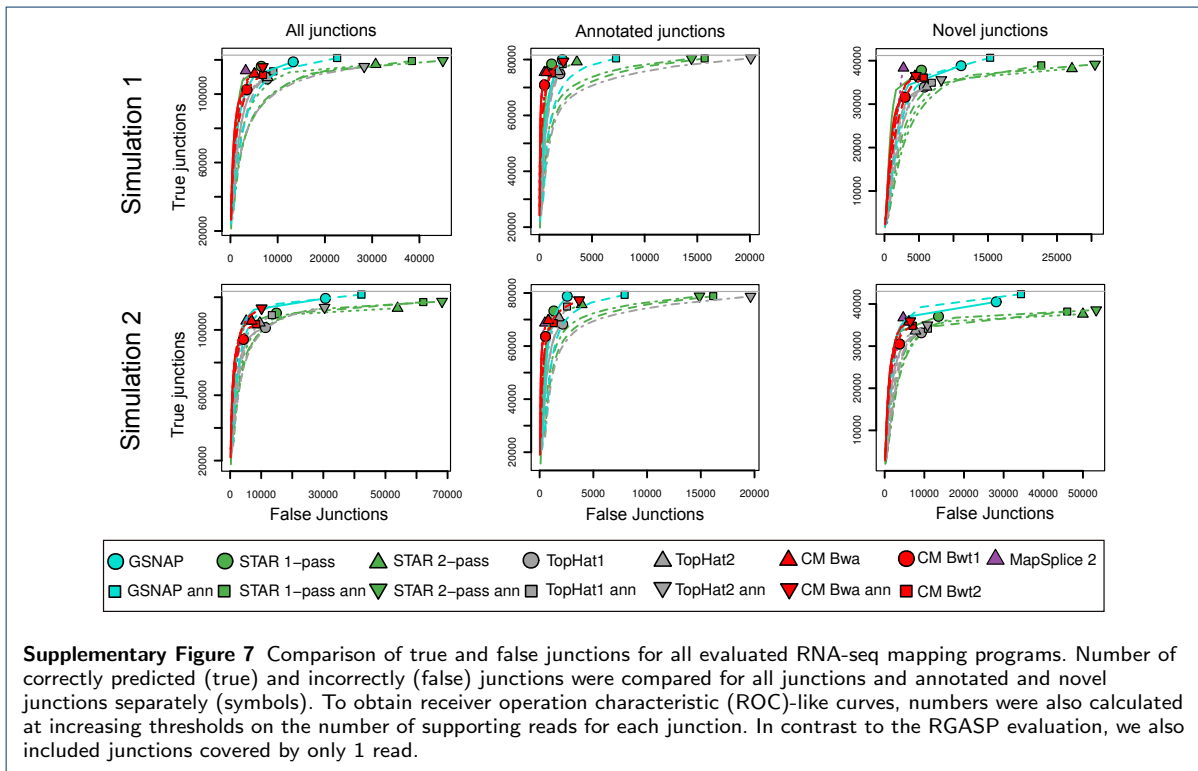 All junctions
Annotated junctions
Novel junctions
Simulation 1
True junctions
20000
60000
100000
0
10000
20000
30000
40000
20000
30000
40000
50000
60000
70000
80000
0
5000
10000
15000
20000
10000
20000
30000
40000
0
5000
15000
25000
Simulation 2
True junctions
20000
60000
100000
0
10000
30000
50000
70000
False Junctions
20000
30000
40000
50000
60000
70000
80000
0
5000
10000
15000
20000
False Junctions
10000
20000
30000
40000
0
10000
30000
50000
False Junctions
GSNAP
STAR 1−pass
STAR 2−pass
TopHat1
TopHat2
CM Bwa
CM Bwt1
MapSplice 2
GSNAP ann
STAR 1−pass ann
STAR 2−pass ann
TopHat1 ann
TopHat2 ann
CM Bwa ann
CM Bwt2
Supplementary Figure 7 Comparison of true and false junctions for all evaluated RNA-seq mapping programs. Number of
correctly predicted (true) and incorrectly (false) junctions were compared for all junctions and annotated and novel
junctions separately (symbols). To obtain receiver operation characteristic (ROC)-like curves, numbers were also calculated
at increasing thresholds on the number of supporting reads for each junction. In contrast to the RGASP evaluation, we also
included junctions covered by only 1 read.